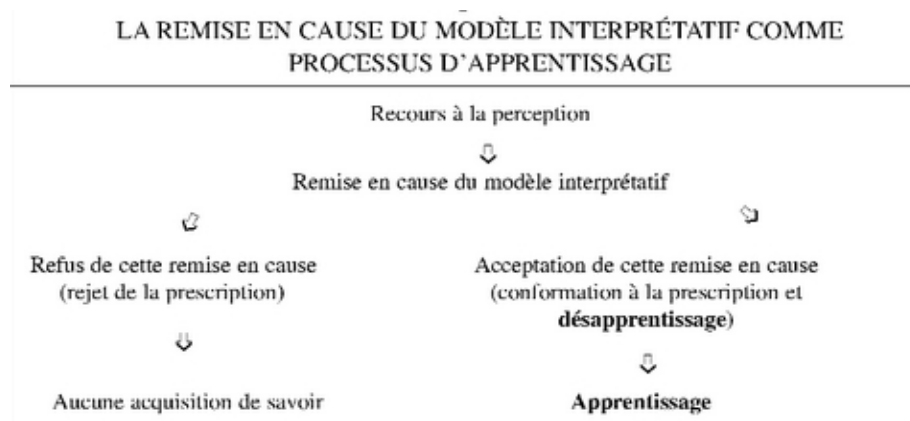 LA REMISE EN CAUSE DU MODÈLE INTERPRÉTATIF COMME
PROCESSUS D'APPRENTISSAGE
Recours à la perception
Remise en cause du modèle interprétatif
Refus de cette remise en cause
(rejet de la prescription)
Acceptation de cette remise en cause
(conformation à la prescription et
désapprentissage)
Aucune acquisition de savoir
Apprentissage